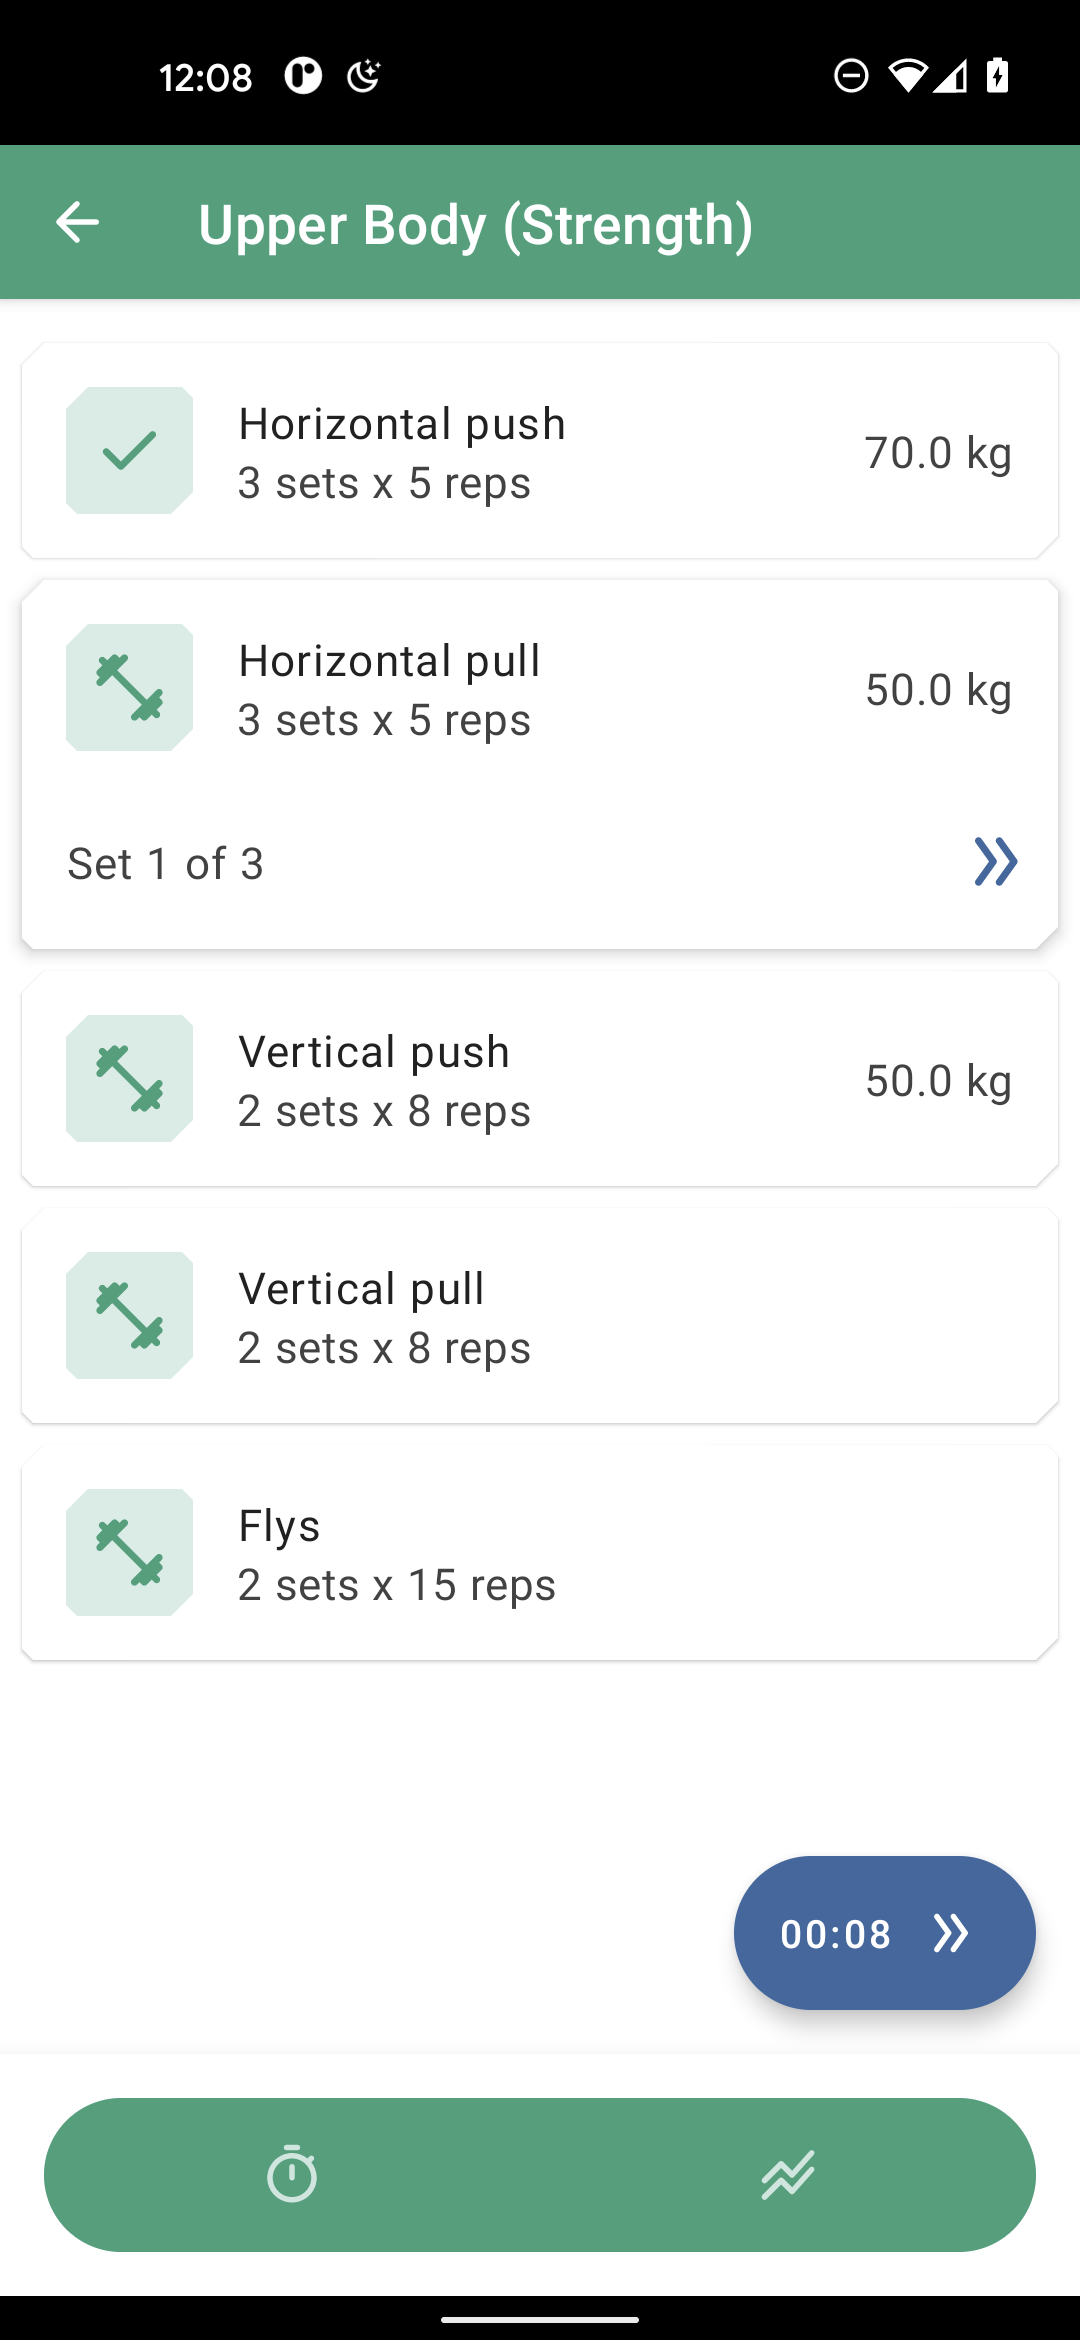 12:08
Upper Body (Strength)
Horizontal push
3 sets x 5 reps
70.0 kg
Horizontal pull
3 sets x 5 reps
50.0 kg
Set 1 of 3
Vertical push
2 sets x 8 reps
50.0 kg
Vertical pull
2 sets x 8 reps
Flys
2 sets x 15 reps
00:08